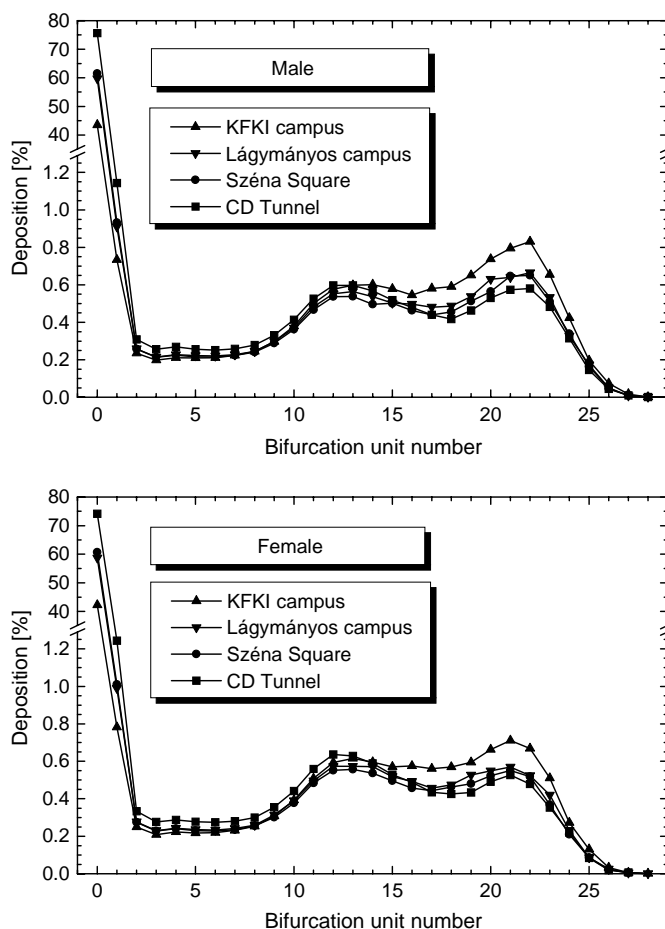 80
70
60
50
40
1.2
1.0
0.8
0.6
0.4
0.2
0.0
Deposition [%]
Male
KFKI campus
Lágymányos campus
Széna Square
CD Tunnel
0 5 10 15 20 25
Bifurcation unit number
80
70
60
50
40
1.2
1.0
0.8
0.6
0.4
0.2
0.0
Deposition [%]
Female
KFKI campus
Lágymányos campus
Széna Square
CD Tunnel
0 5 10 15 20 25
Bifurcation unit number